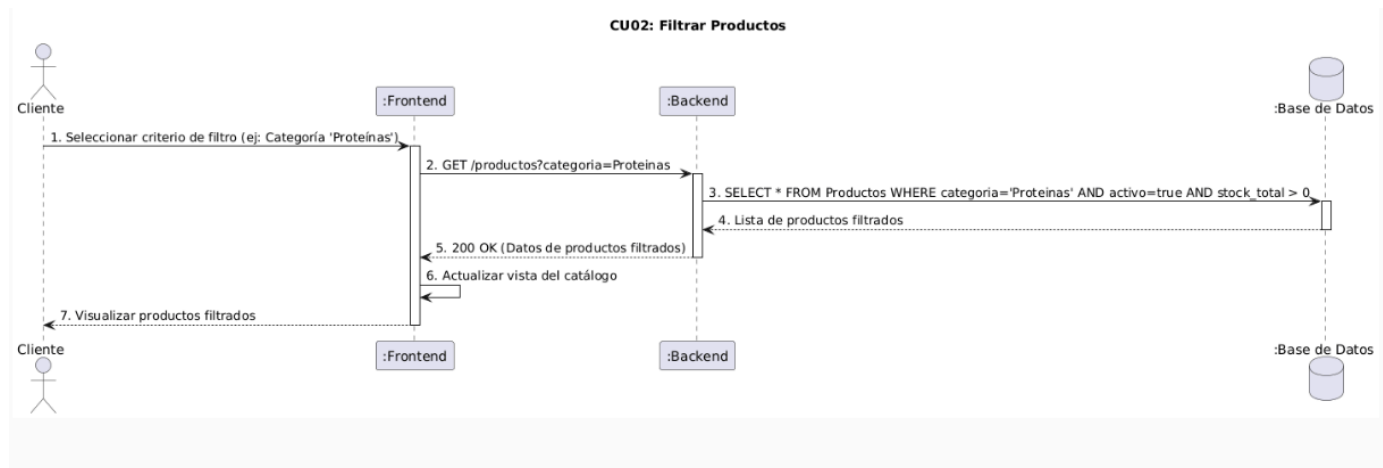 CU02: Filtrar Productos
Cliente
:Frontend
:Backend
:Base de Datos
1. Seleccionar criterio de filtro (ej: Categoría 'Proteínas')
2. GET /productos?categoria=Proteinas
3. SELECT * FROM Productos WHERE categoria='Proteinas' AND activo=true AND stock_total > 0
4. Lista de productos filtrados
5. 200 OK (Datos de productos filtrados)
6. Actualizar vista del catálogo
7. Visualizar productos filtrados
Cliente
:Frontend
:Backend
:Base de Datos